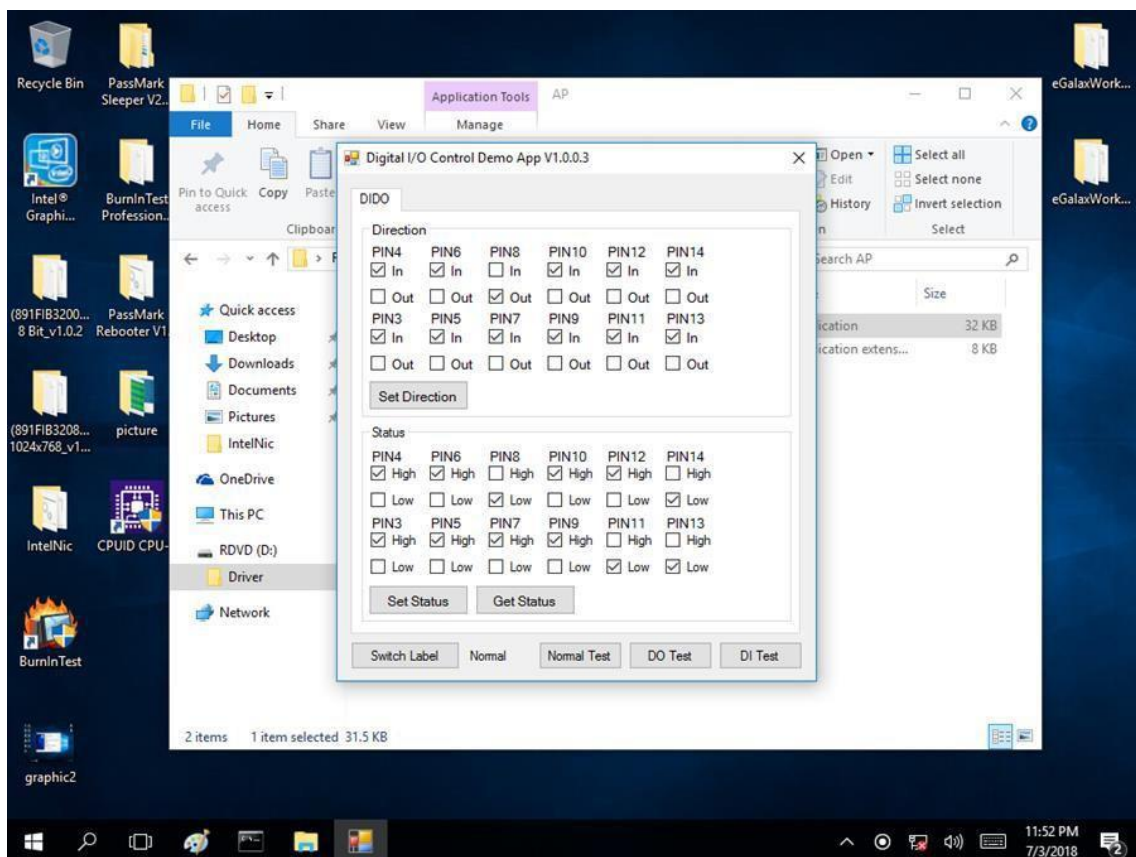 Recycle Bin
PassMark
Sleeper V2...
Intel®
Graphi...
BurnInTest
Profession...
(891FIB3200...
8 Bit_v1.0.2
PassMark
Rebooter V1
(891FIB3208...
1024x768_v1...
picture
IntelNic
CPUID CPU-
BurnInTest
graphic2
eGalaxWork...
eGalaxWork...
Application Tools
AP
File
Home
Share
View
Manage
Pin to Quick
access
Copy
Paste
Clipboar
Open
Edit
History
n
Select all
Select none
Invert selection
Select
Search AP
Size
ication
32 KB
ication extens...
8 KB
Quick access
Desktop
Downloads
Documents
Pictures
IntelNic
OneDrive
This PC
RDVD (D:)
Driver
Network
2 items 1 item selected 31.5 KB
Digital I/O Control Demo App V1.0.0.3
DIDO
Direction
PIN4 PIN6 PIN8 PIN10 PIN12 PIN14
In In In In In In
Out Out Out Out Out Out
PIN3 PIN5 PIN7 PIN9 PIN11 PIN13
In In In In In In
Out Out Out Out Out Out
Set Direction
Status
PIN4 PIN6 PIN8 PIN10 PIN12 PIN14
High High High High High High
Low Low Low Low Low Low
PIN3 PIN5 PIN7 PIN9 PIN11 PIN13
High High High High High High
Low Low Low Low Low Low
Set Status Get Status
Switch Label Normal Normal Test DO Test DI Test
11:52 PM
7/3/2018
2